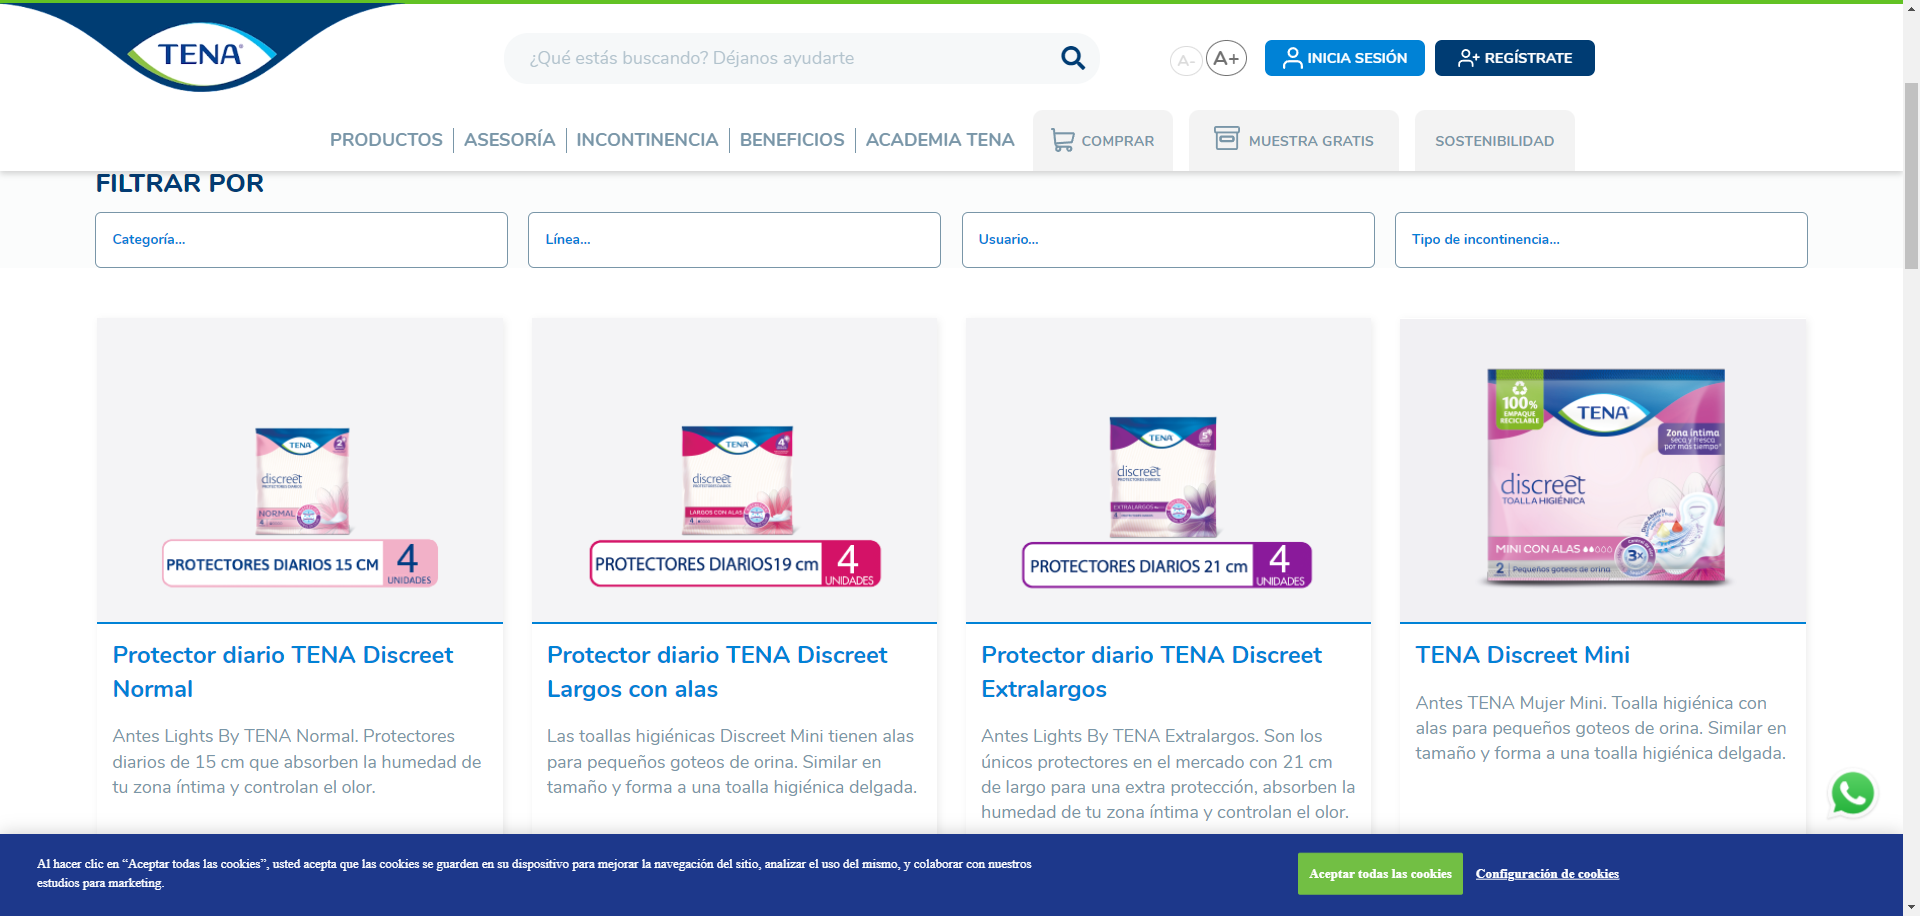 TENA
¿Qué estás buscando? Déjanos ayudarte
A-
A+
INICIA SESIÓN
REGÍSTRATE
PRODUCTOS
ASESORÍA
INCONTINENCIA
BENEFICIOS
ACADEMIA TENA
COMPRAR
MUESTRA GRATIS
SOSTENIBILIDAD
FILTRAR POR
Categoría...
Línea...
Usuario...
Tipo de incontinencia...
TENA
discreet
PROTECTORES DIARIOS
NORMAL
4
PROTECTORES DIARIOS 15 CM
4
UNIDADES
TENA
discreet
PROTECTORES DIARIOS
LARGOS CON ALAS
4
PROTECTORES DIARIOS19 cm
4
UNIDADES
TENA
discreet
PROTECTORES DIARIOS
EXTRALARGOS
4
PROTECTORES DIARIOS 21 cm
4
UNIDADES
100%
EMPAQUE
RECICLABLE
TENA
Zona íntima
seca y fresca
por más tiempo*
discreet
TOALLA HIGIÉNICA
MINI CON ALAS
3x
2
Pequeños goteos de orina.
Protector diario TENA Discreet
Normal
Antes Lights By TENA Normal. Protectores
diarios de 15 cm que absorben la humedad de
tu zona íntima y controlan el olor.
Protector diario TENA Discreet
Largos con alas
Las toallas higiénicas Discreet Mini tienen alas
para pequeños goteos de orina. Similar en
tamaño y forma a una toalla higiénica delgada.
Protector diario TENA Discreet
Extralargos
Antes Lights By TENA Extralargos. Son los
únicos protectores en el mercado con 21 cm
de largo para una extra protección, absorben la
humedad de tu zona íntima y controlan el olor.
TENA Discreet Mini
Antes TENA Mujer Mini. Toalla higiénica con
alas para pequeños goteos de orina. Similar en
tamaño y forma a una toalla higiénica delgada.
Al hacer clic en “Aceptar todas las cookies”, usted acepta que las cookies se guarden en su dispositivo para mejorar la navegación del sitio, analizar el uso del mismo, y colaborar con nuestros
estudios para marketing.
Aceptar todas las cookies
Configuración de cookies